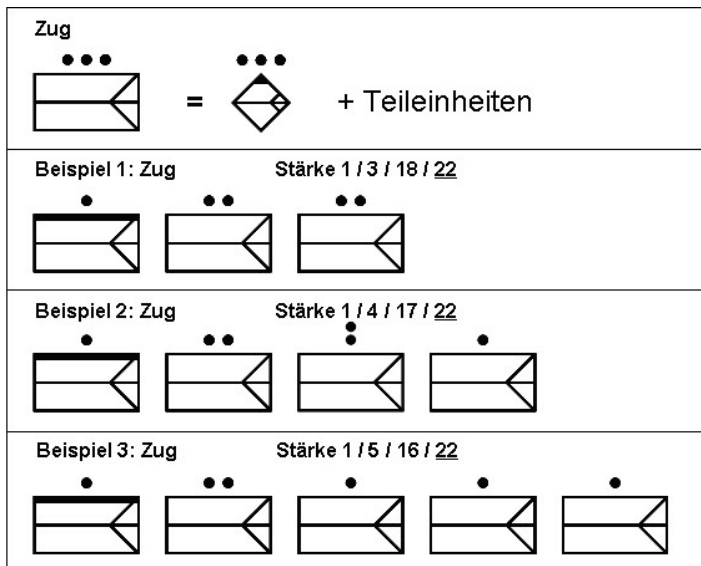 Zug
= + Teileinheiten
Beispiel 1: Zug Stärke 1 / 3 / 18 / 22
Beispiel 2: Zug Stärke 1 / 4 / 17 / 22
Beispiel 3: Zug Stärke 1 / 5 / 16 / 22